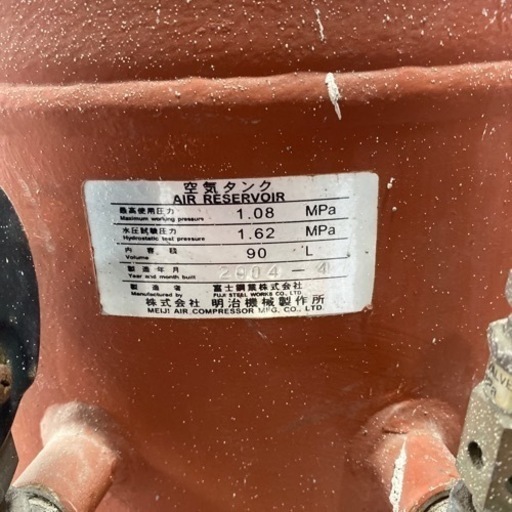 空気タンク
AIR RESERVOIR
最高使用圧力 1.08 MPa
Maximum working pressure
水圧試験圧力 1.62 MPa
Hydrostatic test pressure
内容積 90 L
Volume
製造年月 2004-4
Year and month built
製造者 富士鋼業株式会社
Manufactured by FUJI STEEL WORKS CO., LTD.
株式会社 明治機械製作所
MEIJI AIR COMPRESSOR MFG. CO., LTD.